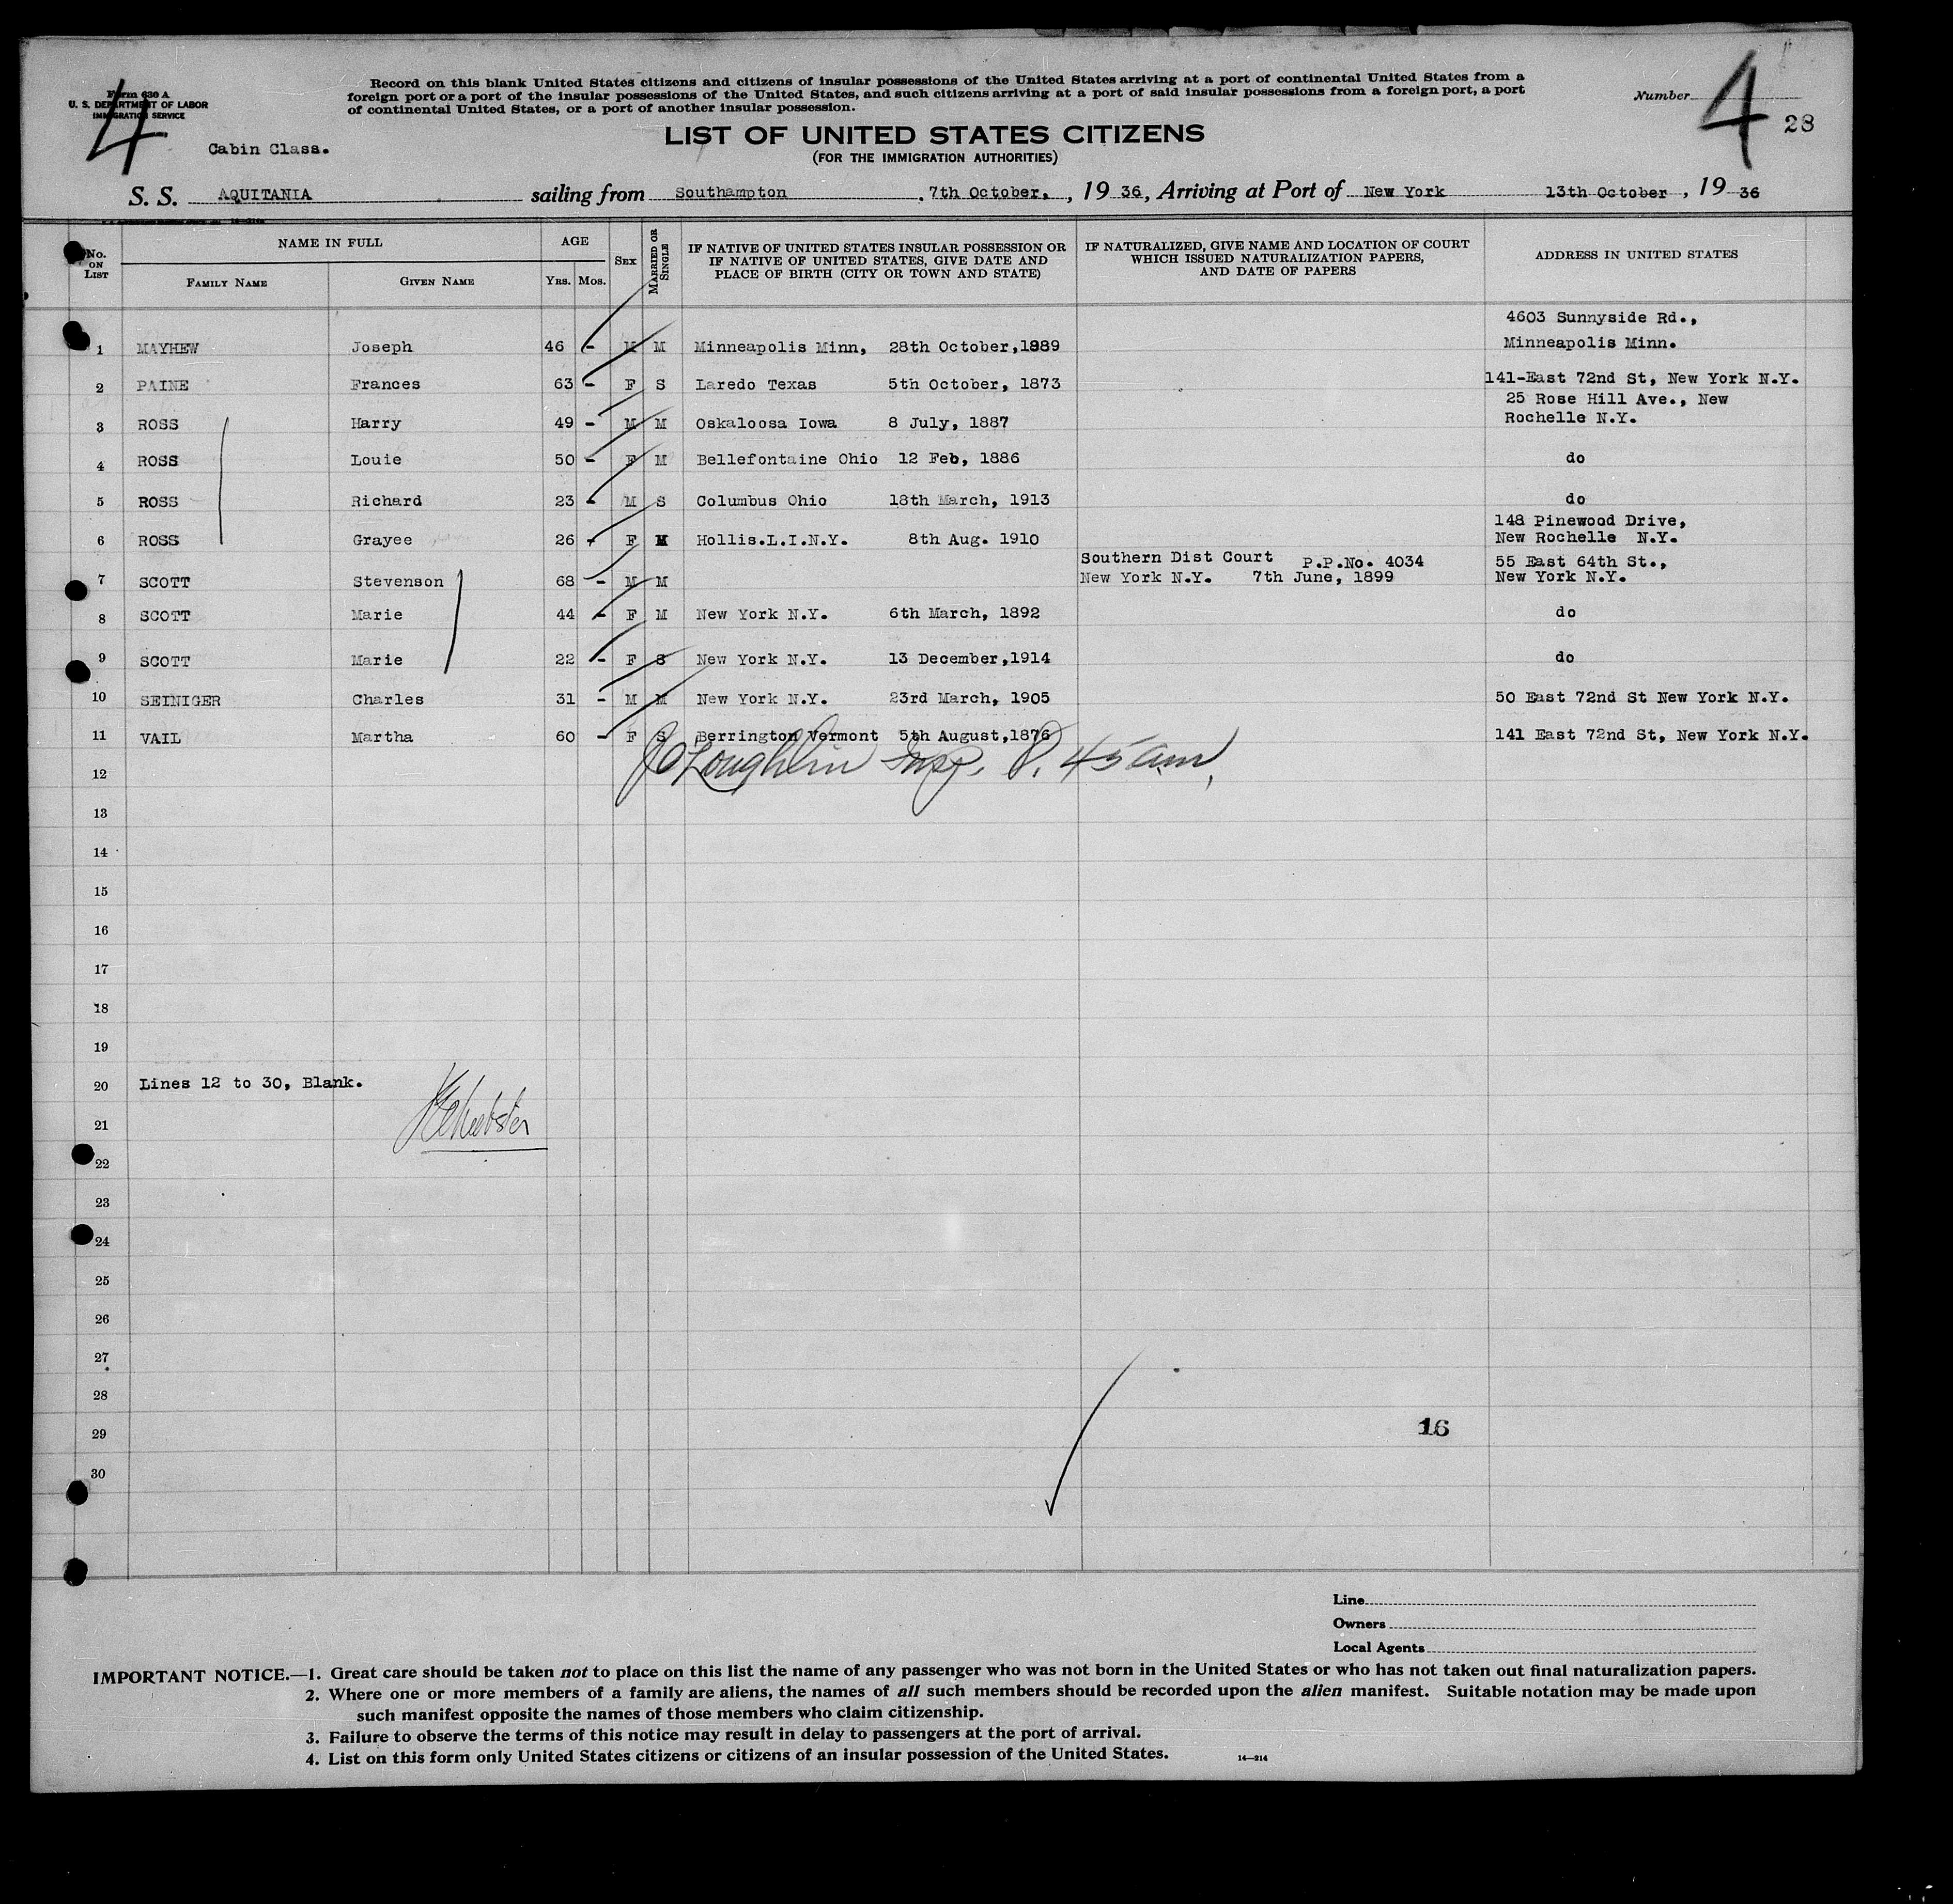 Form 630 A
U. S. DEPARTMENT OF LABOR
IMMIGRATION SERVICE
4
Record on this blank United States citizens and citizens of insular possessions of the United States arriving at a port of continental United States from a
foreign port or a port of the insular possessions of the United States, and such citizens arriving at a port of said insular possessions from a foreign port, a port
of continental United States, or a port of another insular possession.
Number 4
28
Cabin Class.
LIST OF UNITED STATES CITIZENS
(FOR THE IMMIGRATION AUTHORITIES)
S. S. AQUITANIA sailing from Southampton . 7th October, , 19 36, Arriving at Port of New York 13th October , 19 36
No. ON LIST NAME IN FULL FAMILY NAME GIVEN NAME AGE YRS. MOS. SEX MARRIED OR SINGLE IF NATIVE OF UNITED STATES INSULAR POSSESSION OR IF NATIVE OF UNITED STATES, GIVE DATE AND PLACE OF BIRTH (CITY OR TOWN AND STATE) IF NATURALIZED, GIVE NAME AND LOCATION OF COURT WHICH ISSUED NATURALIZATION PAPERS, AND DATE OF PAPERS ADDRESS IN UNITED STATES
1 MAYHEW Joseph 46 - M M Minneapolis Minn, 28th October,1889 4603 Sunnyside Rd., Minneapolis Minn.
2 PAINE Frances 63 - F S Laredo Texas 5th October, 1873 141-East 72nd St, New York N.Y.
3 ROSS Harry 49 - M M Oskaloosa Iowa 8 July, 1887 25 Rose Hill Ave., New Rochelle N.Y.
4 ROSS Louie 50 - F M Bellefontaine Ohio 12 Feb, 1886 do
5 ROSS Richard 23 - M S Columbus Ohio 18th March, 1913 do
6 ROSS Grayee 26 - F M Hollis.L.I.N.Y. 8th Aug. 1910 148 Pinewood Drive, New Rochelle N.Y.
7 SCOTT Stevenson 68 - M M Southern Dist Court P.P.No. 4034 New York N.Y. 7th June, 1899 55 East 64th St., New York N.Y.
8 SCOTT Marie 44 - F M New York N.Y. 6th March, 1892 do
9 SCOTT Marie 22 - F S New York N.Y. 13 December,1914 do
10 SEINIGER Charles 31 - M M New York N.Y. 23rd March, 1905 50 East 72nd St New York N.Y.
11 VAIL Martha 60 - F S Berrington Vermont 5th August,1876 141 East 72nd St, New York N.Y.
12 O'Loughlin Insp. 8.45 am
13
14
15
16
17
18
19
20 Lines 12 to 30, Blank.
21 Webster
22
23
24
25
26
27
28
29 16
30
Line
Owners
Local Agents
IMPORTANT NOTICE.—1. Great care should be taken not to place on this list the name of any passenger who was not born in the United States or who has not taken out final naturalization papers.
2. Where one or more members of a family are aliens, the names of all such members should be recorded upon the alien manifest. Suitable notation may be made upon
such manifest opposite the names of those members who claim citizenship.
3. Failure to observe the terms of this notice may result in delay to passengers at the port of arrival.
4. List on this form only United States citizens or citizens of an insular possession of the United States.
14—214